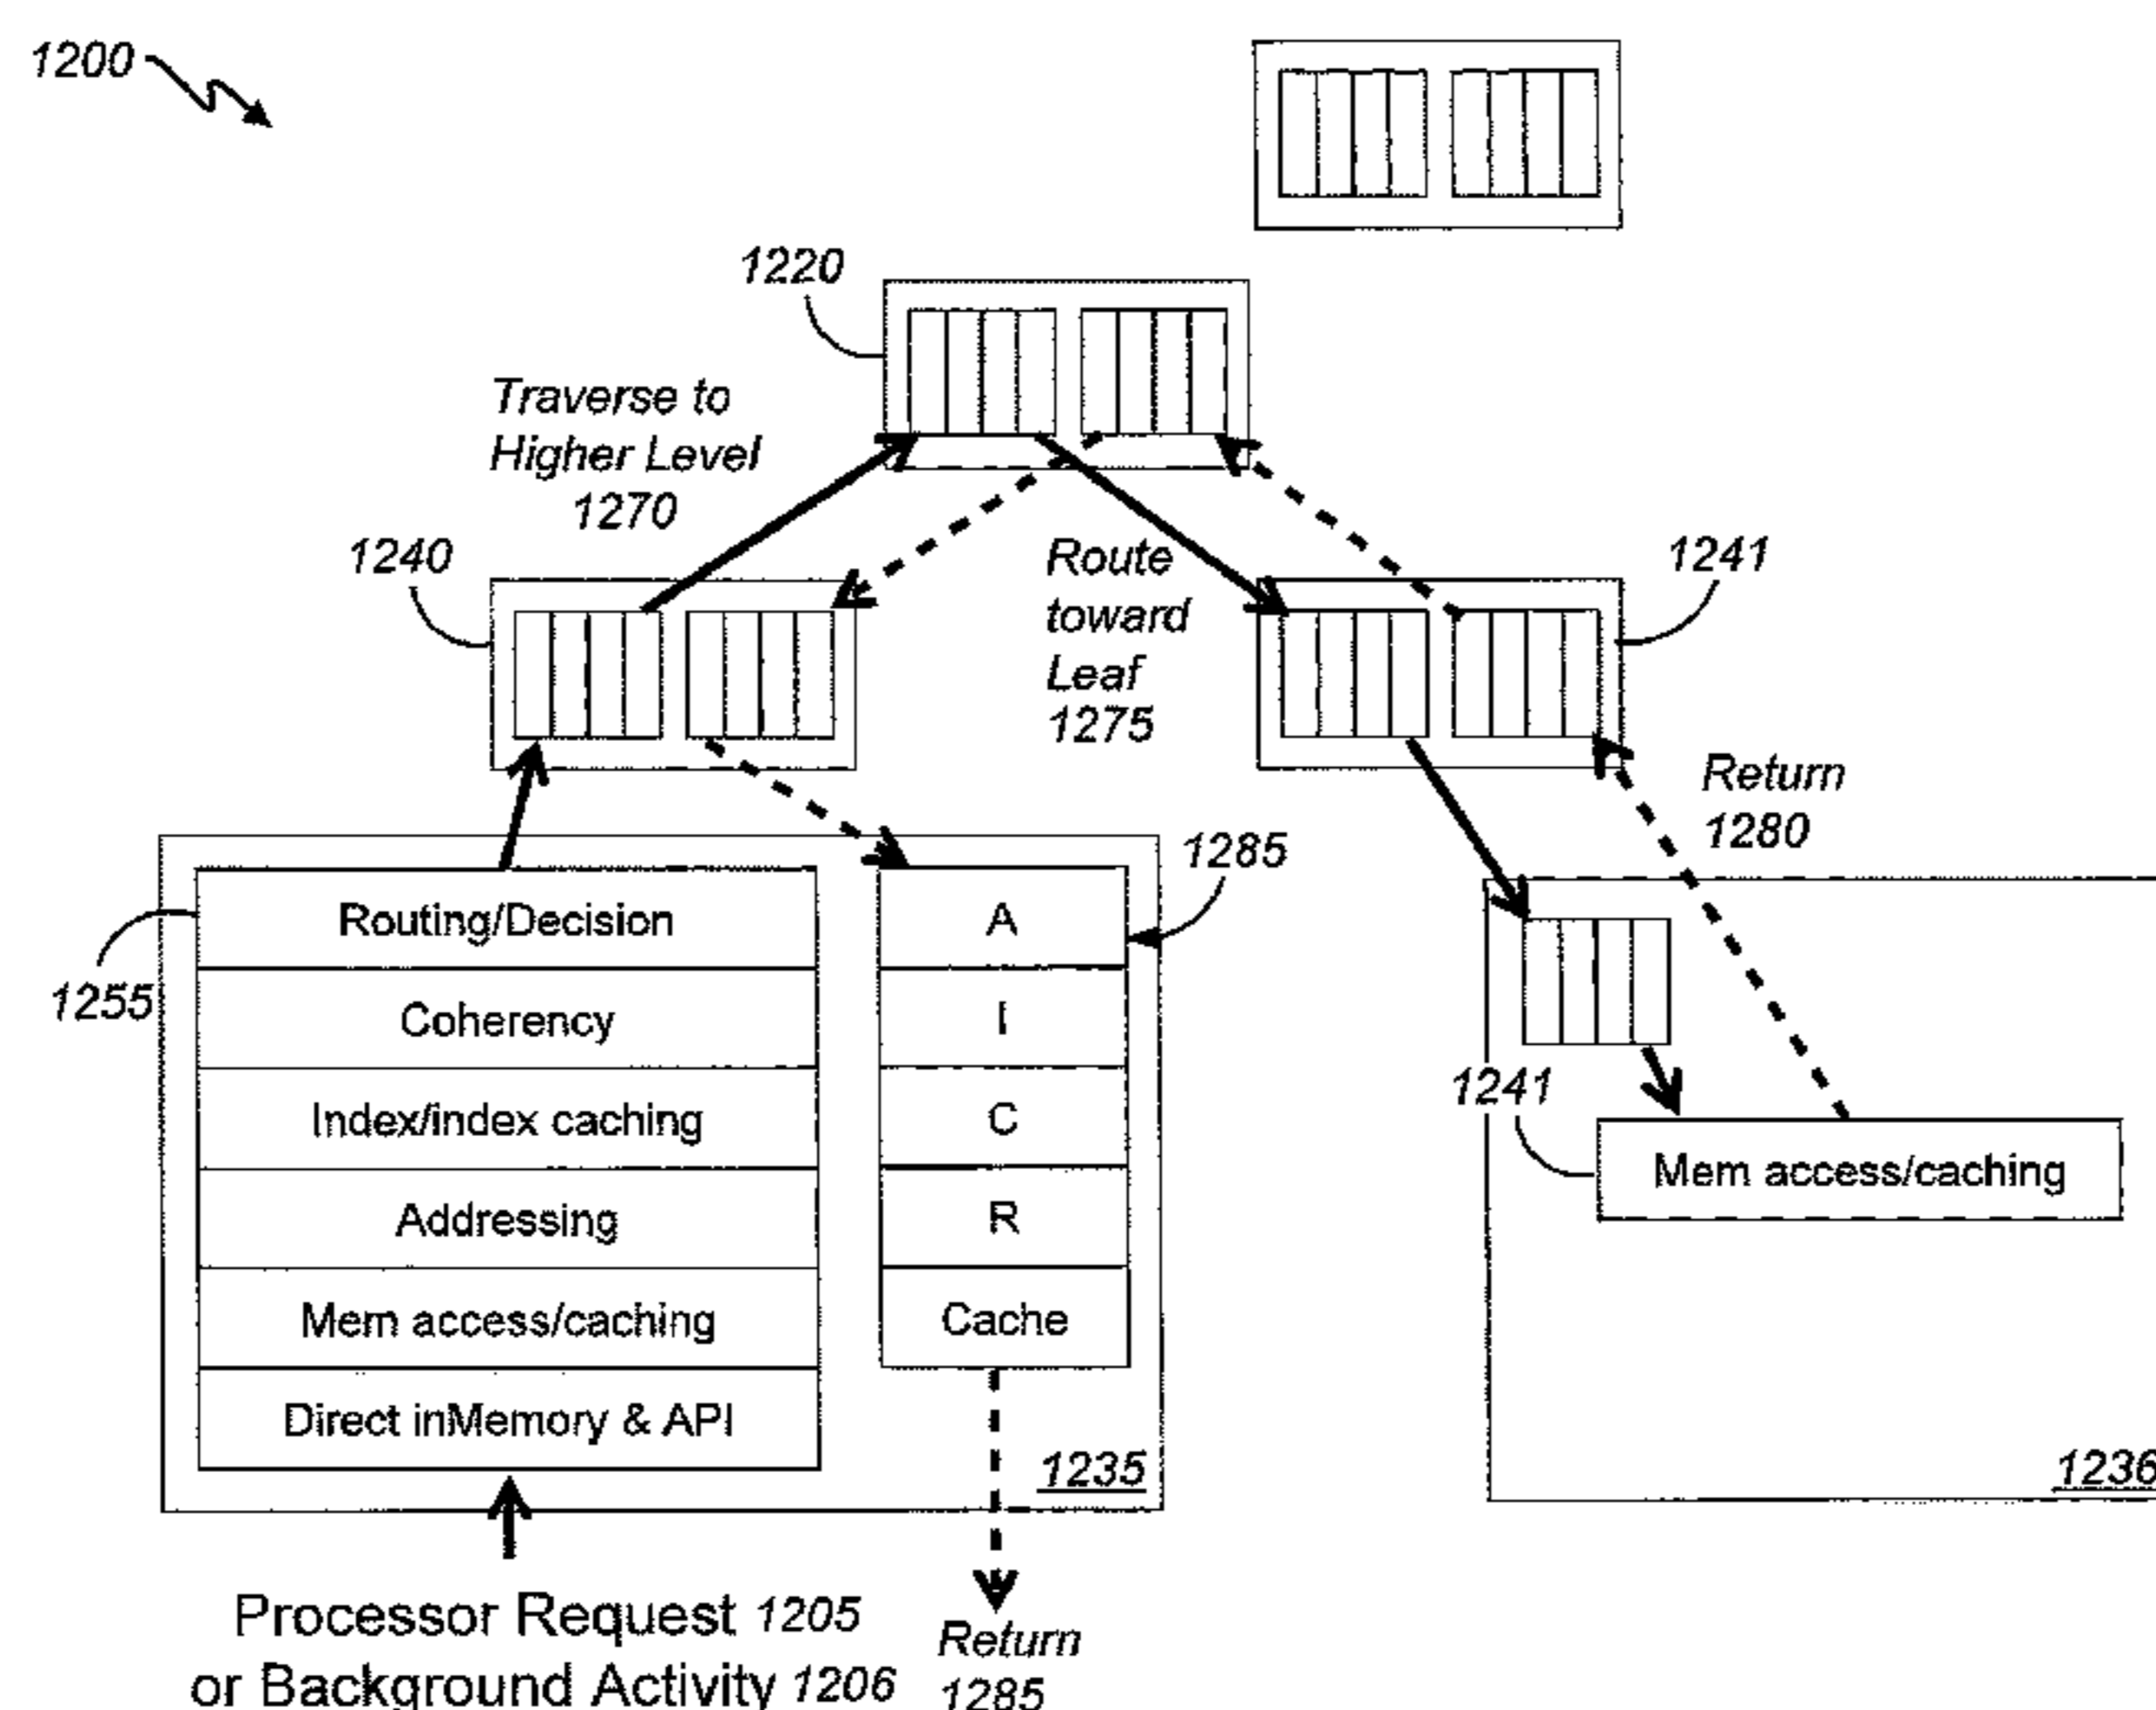 1200
1220
Traverse to
Higher Level
1270
1240
Route
toward
Leaf
1275
1241
Return
1280
1285
1255
Routing/Decision
Coherency
Index/index caching
Addressing
Mem access/caching
Direct inMemory & API
A
I
C
R
Cache
1235
1241
Mem access/caching
1236
Processor Request 1205
or Background Activity 1206
Return
1285